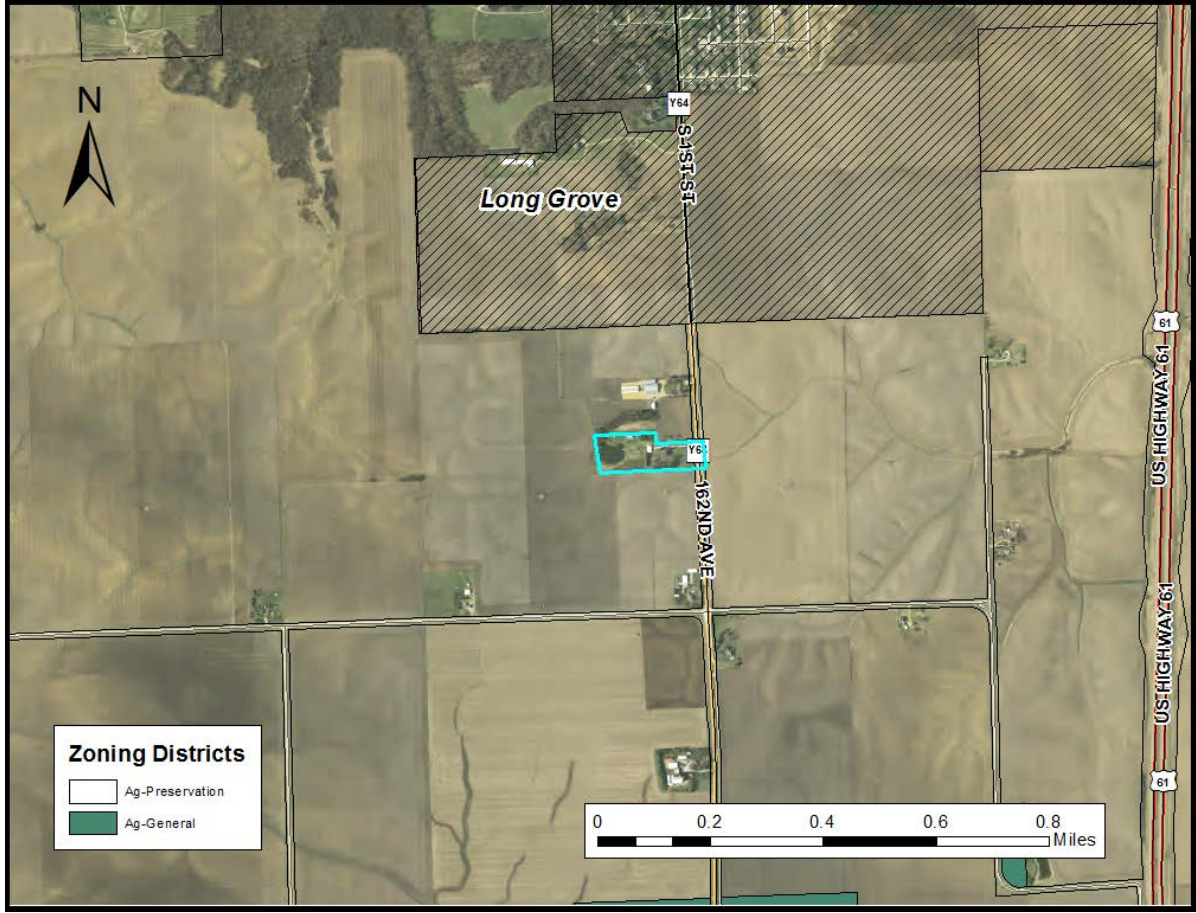 N
Y64
S 1ST ST
Long Grove
61
US HIGHWAY 61
Y64
162ND AVE
US HIGHWAY 61
61
Zoning Districts
Ag-Preservation
Ag-General
0 0.2 0.4 0.6 0.8
Miles